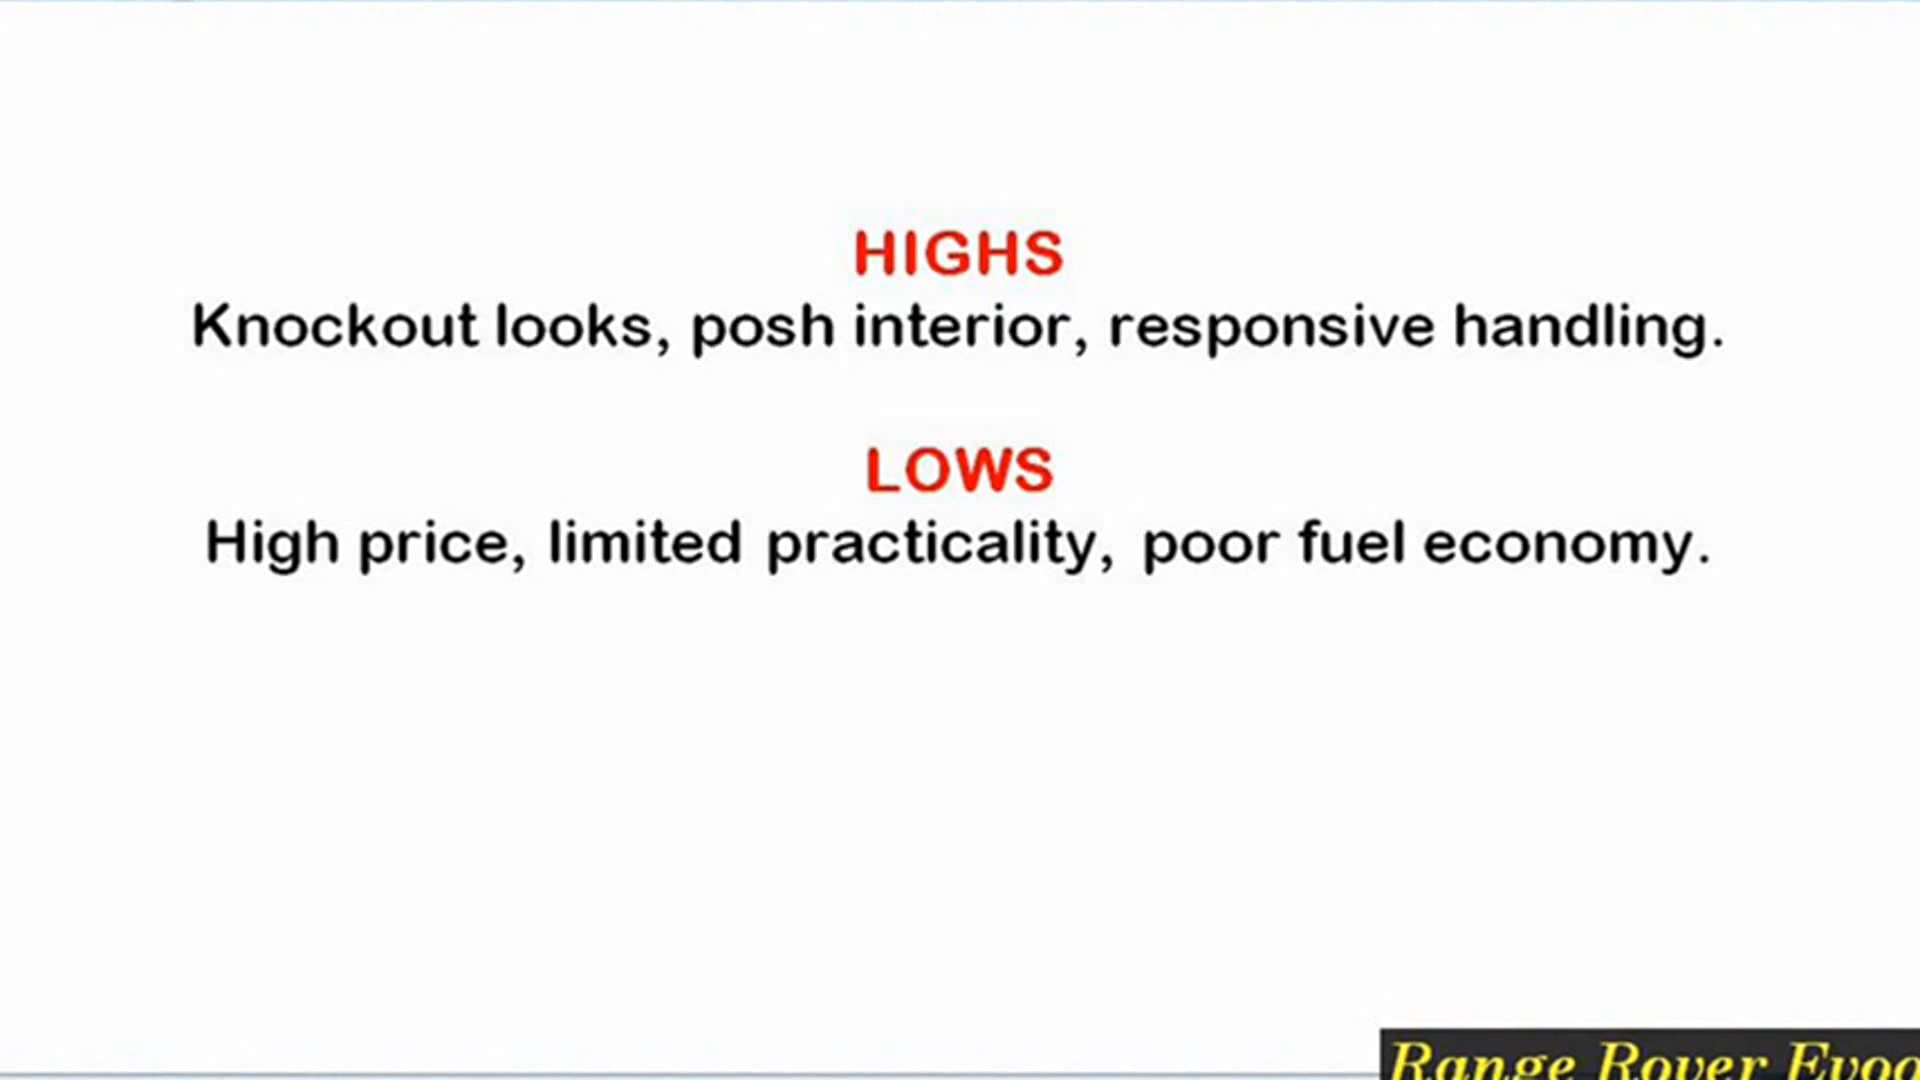 HIGHS
Knockout looks, posh interior, responsive handling.
LOWS
High price, limited practicality, poor fuel economy.
Range Rover